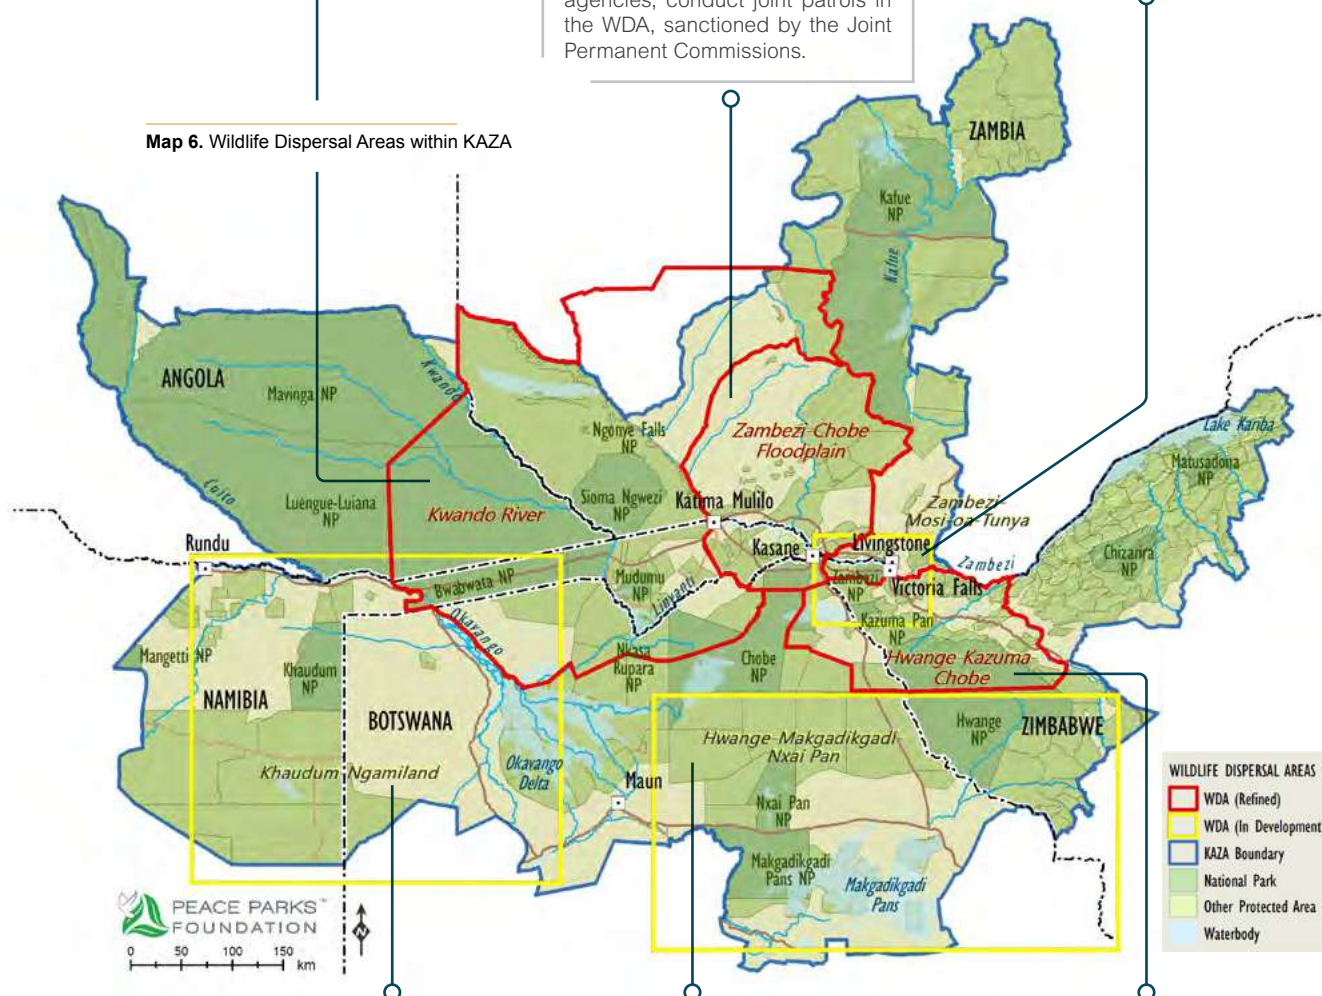 agencies, conduct joint patrols in
the WDA, sanctioned by the Joint
Permanent Commissions.
Map 6. Wildlife Dispersal Areas within KAZA
ZAMBIA
Kafue
NP
Kafue
ANGOLA
Mavinga NP
Kwando
Ngonye Falls
NP
Zambezi-Chobe
Floodplain
Lake Kariba
Matusadona
NP
Cuito
Luengue-Luiana
NP
Kwando River
Sioma Ngwezi
NP
Katima Mulilo
Zambezi
Mosi-oa-Tunya
Rundu
Kasane
Livingstone
Zambezi
Chizarira
NP
Bwabwata NP
Mudumu
NP
Linyanti
Zambezi
NP
Victoria Falls
Okavango
Kazuma Pan
NP
Mangetti NP
Khaudum
NP
Nkasa
Rupara
NP
Chobe
NP
Hwange-Kazuma
Chobe
NAMIBIA
BOTSWANA
Hwange
NP
ZIMBABWE
Hwange-Makgadikgadi-
Nxai Pan
Khaudum Ngamiland
Okavango
Delta
Maun
Nxai Pan
NP
Makgadikgadi
Pans NP
Makgadikgadi
Pans
WILDLIFE DISPERSAL AREAS
WDA (Refined)
WDA (In Development
KAZA Boundary
National Park
Other Protected Area
Waterbody
PEACE PARKS™
FOUNDATION
N
0 50 100 150
km